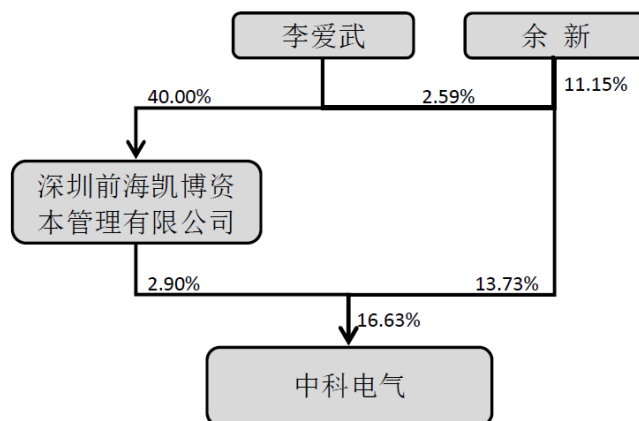 李爱武
余 新
40.00%
2.59%
11.15%
深圳前海凯博资
本管理有限公司
2.90%
13.73%
16.63%
中科电气